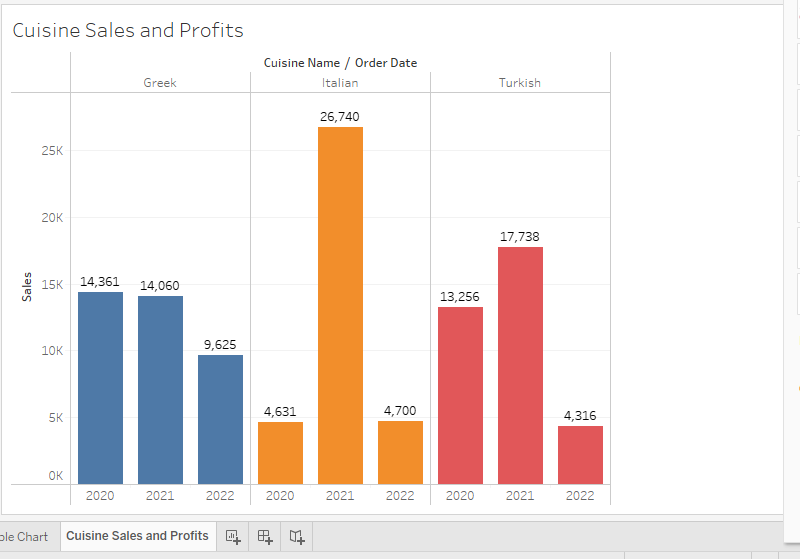 Cuisine Sales and Profits
Cuisine Name / Order Date
Greek Italian Turkish
26,740
25K
20K
17,738
15K
14,361 14,060
13,256
10K
9,625
5K
4,631 4,700 4,316
0K
Sales
2020 2021 2022 2020 2021 2022 2020 2021 2022
ble Chart Cuisine Sales and Profits